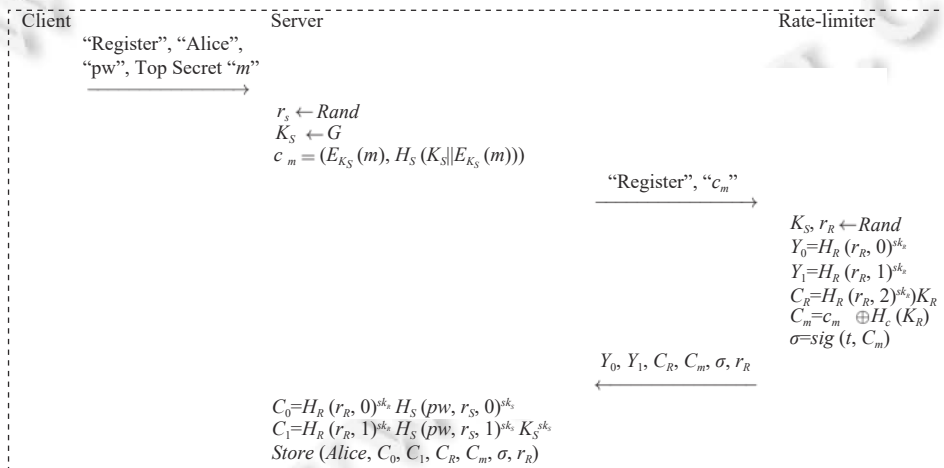 Client Server Rate-limiter
“Register”, “Alice”,
“pw”, Top Secret “m”
r_s ← Rand
K_S ← G
c_m = (E_{K_S}(m), H_S(K_S||E_{K_S}(m)))
“Register”, “c_m”
K_S, r_R ← Rand
Y_0=H_R(r_R, 0)^{sk_R}
Y_1=H_R(r_R, 1)^{sk_R}
C_R=H_R(r_R, 2)^{sk_R})K_R
C_m=c_m ⊕H_c(K_R)
σ=sig(t, C_m)
Y_0, Y_1, C_R, C_m, σ, r_R
C_0=H_R(r_R, 0)^{sk_R} H_S(pw, r_S, 0)^{sk_s}
C_1=H_R(r_R, 1)^{sk_R} H_S(pw, r_S, 1)^{sk_s} K_S^{sk_s}
Store (Alice, C_0, C_1, C_R, C_m, σ, r_R)